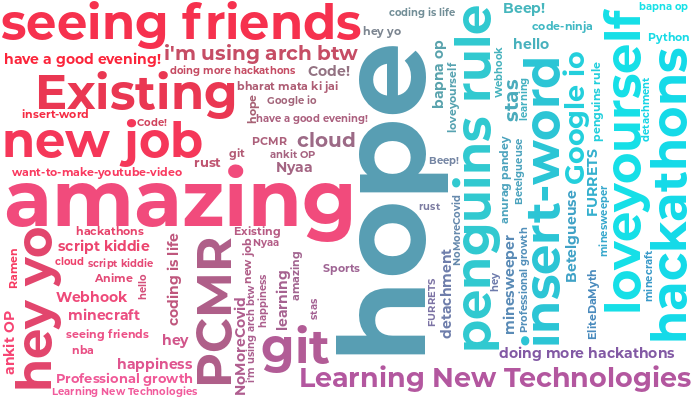 seeing friends
coding is life
Beep!
bapna op
hey yo
code-ninja
Python
have a good evening!
i'm using arch btw
hello
doing more hackathons
Code!
Existing
bharat mata ki jai
hope
Google io
insert-word
Code!
have a good evening!
new job
PCMR
cloud
rust
git
ankit OP
Nyaa
want-to-make-youtube-video
amazing
hope
Beep!
rust
bapna op
loveyourself
penguins rule
Webhook
stas
learning
insert-word
Google io
penguins rule
loveyourself
detachment
hackathons
anurag pandey
Betelgeuse
Betelgeuse
FURRETS
minesweeper
NoMoreCovid
hackathons
script kiddie
cloud
script kiddie
Anime
hello
Ramen
hey yo
coding is life
PCMR
Existing
Nyaa
new job
i'm using arch btw
NoMoreCovid
happiness
learning
amazing
stas
Sports
Webhook
minecraft
seeing friends
nba
hey
ankit OP
happiness
Professional growth
Learning New Technologies
git
FURRETS
detachment
hey
minesweeper
Professional growth
EliteDaMyth
minecraft
doing more hackathons
Learning New Technologies